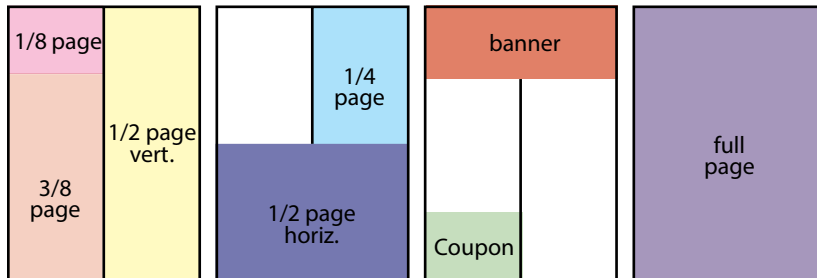 1/8 page
3/8
page
1/2 page
vert.
1/4
page
1/2 page
horiz.
banner
Coupon
full
page